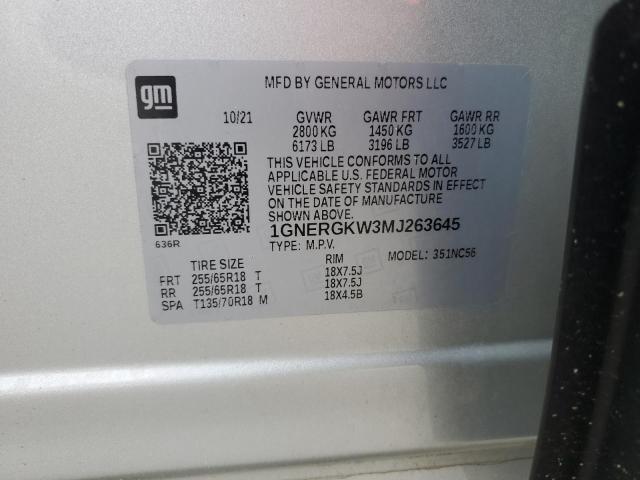 gm
MFD BY GENERAL MOTORS LLC
10/21 GVWR GAWR FRT GAWR RR
2800 KG 1450 KG 1600 KG
6173 LB 3196 LB 3527 LB
THIS VEHICLE CONFORMS TO ALL
APPLICABLE U.S. FEDERAL MOTOR
VEHICLE SAFETY STANDARDS IN EFFECT
ON THE DATE OF MANUFACTURE
SHOWN ABOVE.
1GNERGKW3MJ263645
636R TYPE: M.P.V. MODEL: 351NC56
TIRE SIZE RIM
FRT 255/65R18 T 18X7.5J
RR 255/65R18 T 18X7.5J
SPA T135/70R18 M 18X4.5B